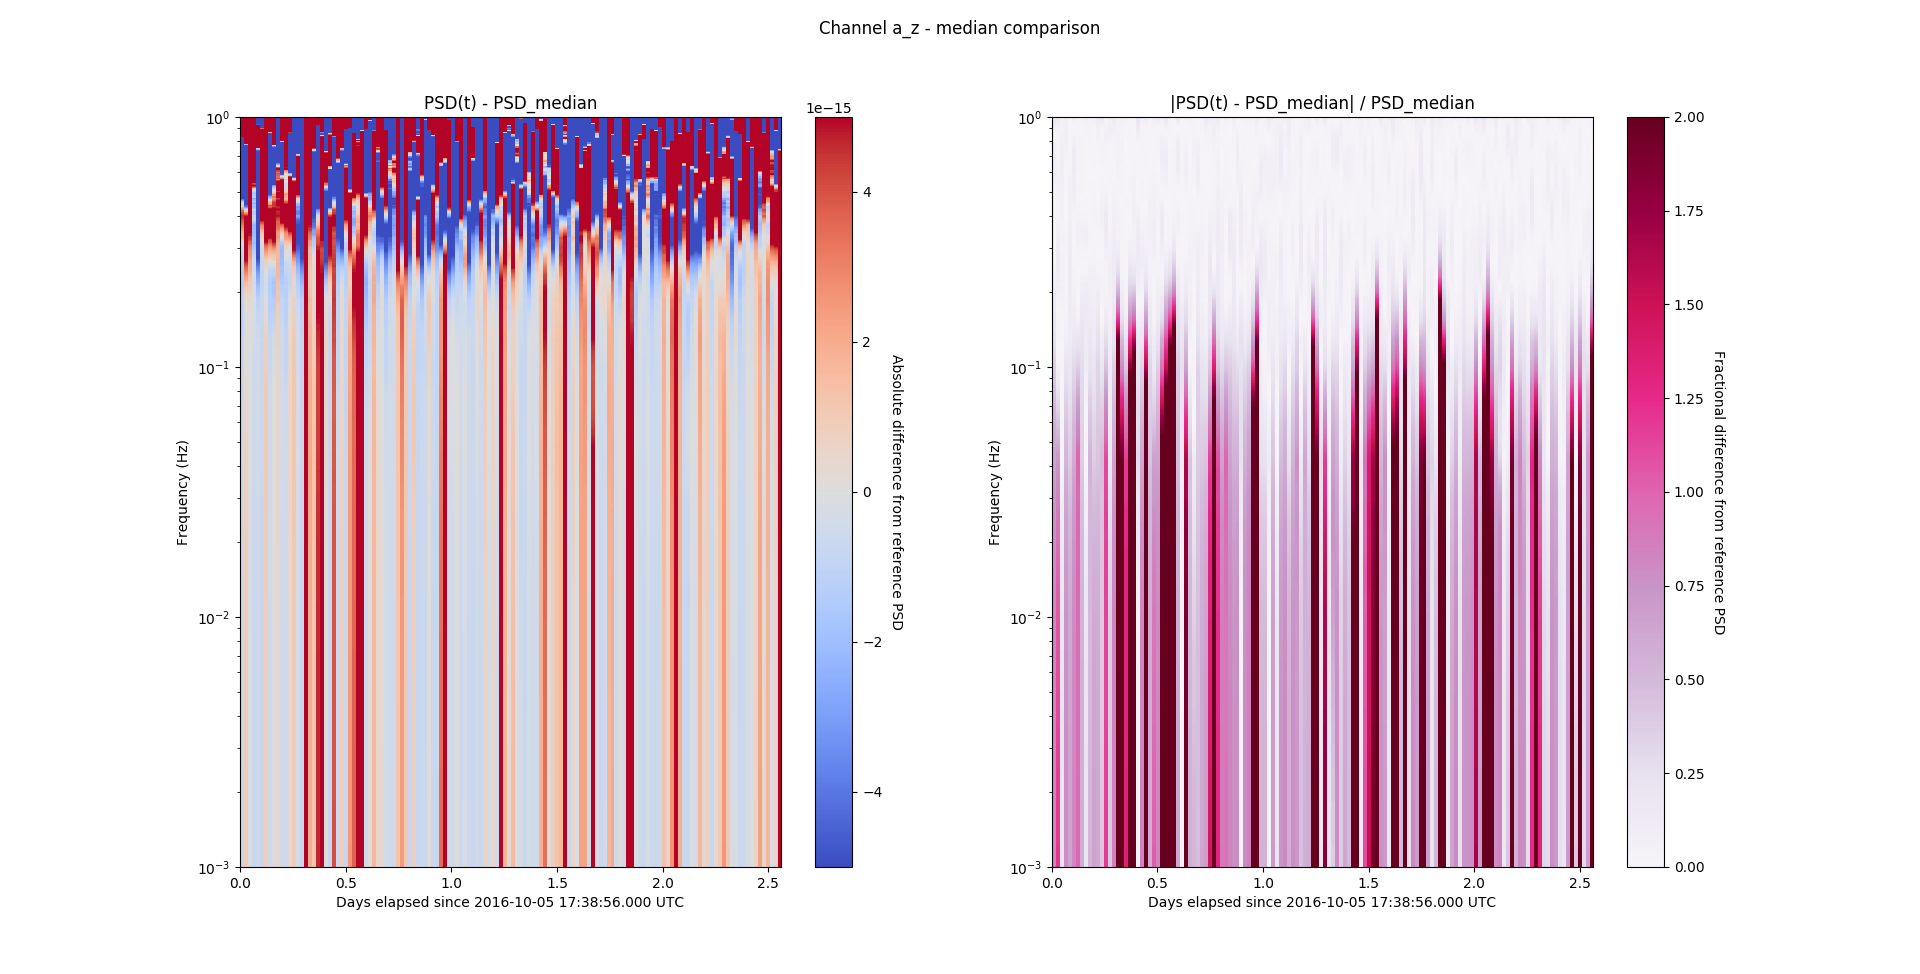 Channel a_z - median comparison
PSD(t) - PSD_median
1e−15
10⁰
10⁻¹
10⁻²
10⁻³
Frequency (Hz)
0.0 0.5 1.0 1.5 2.0 2.5
Days elapsed since 2016-10-05 17:38:56.000 UTC
4
2
0
−2
−4
Absolute difference from reference PSD
|PSD(t) - PSD_median| / PSD_median
10⁰
10⁻¹
10⁻²
10⁻³
Frequency (Hz)
0.0 0.5 1.0 1.5 2.0 2.5
Days elapsed since 2016-10-05 17:38:56.000 UTC
2.00
1.75
1.50
1.25
1.00
0.75
0.50
0.25
0.00
Fractional difference from reference PSD